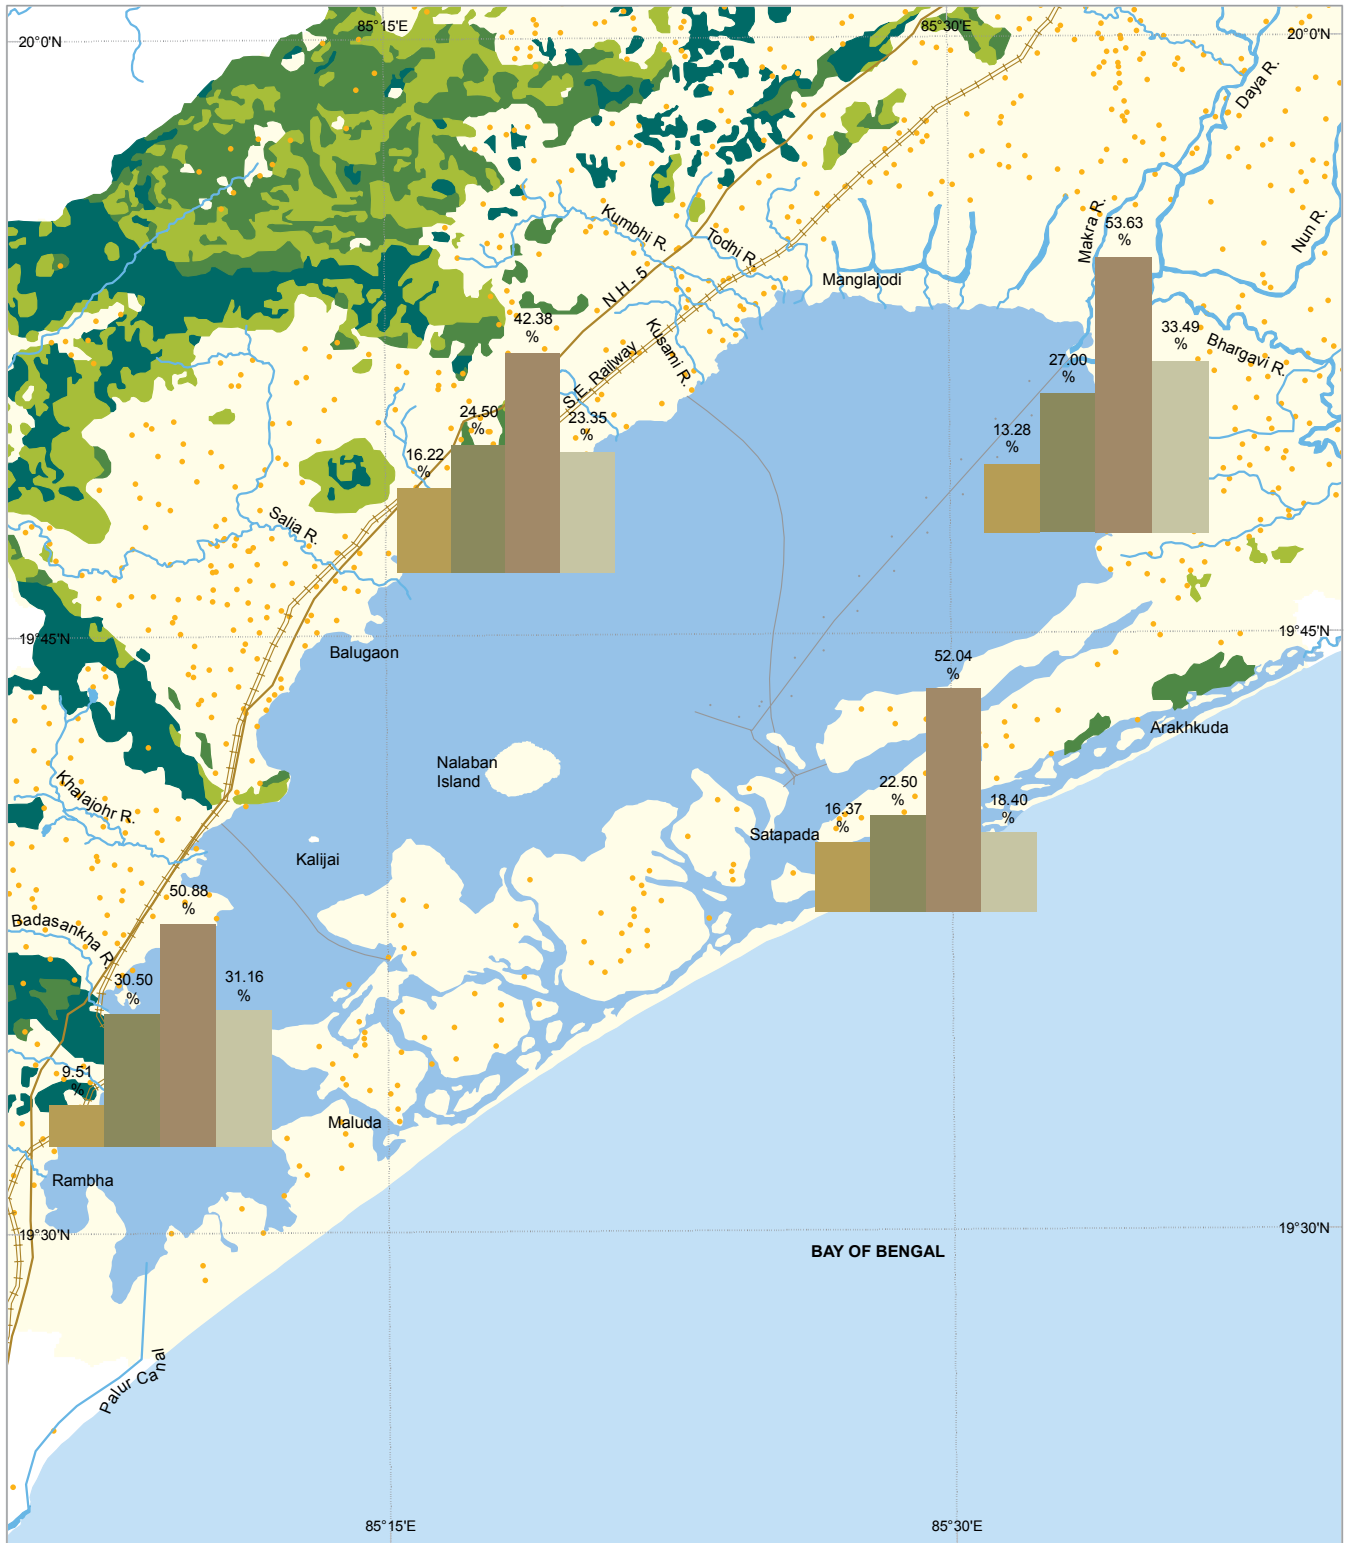 85°15'E
85°30'E
20°0'N
20°0'N
Daya R.
Kumbhi R.
Todhi R.
Makra R.
53.63
%
Nun R.
N H - 5
Manglajodi
42.38
%
33.49
%
Kusami R.
S.E. Railway
Bhargavi R.
27.00
%
24.50
%
23.35
%
13.28
%
16.22
%
Salia R.
19°45'N
19°45'N
Balugaon
52.04
%
Arakhkuda
Nalaban
Island
Khalajohr R.
22.50
%
18.40
%
16.37
%
Satapada
Kalijai
50.88
%
Badasankha R.
30.50
%
31.16
%
9.51
%
Maluda
Rambha
19°30'N
19°30'N
BAY OF BENGAL
Palur Canal
85°15'E
85°30'E